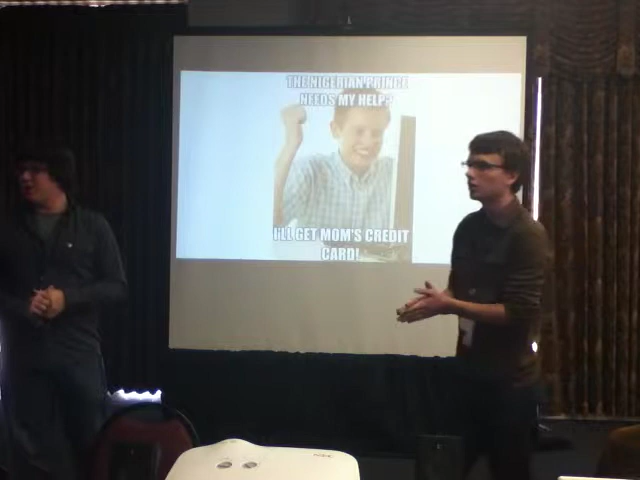 THE NIGERIAN PRINCE
NEEDS MY HELP?
I'LL GET MOM'S CREDIT
CARD!